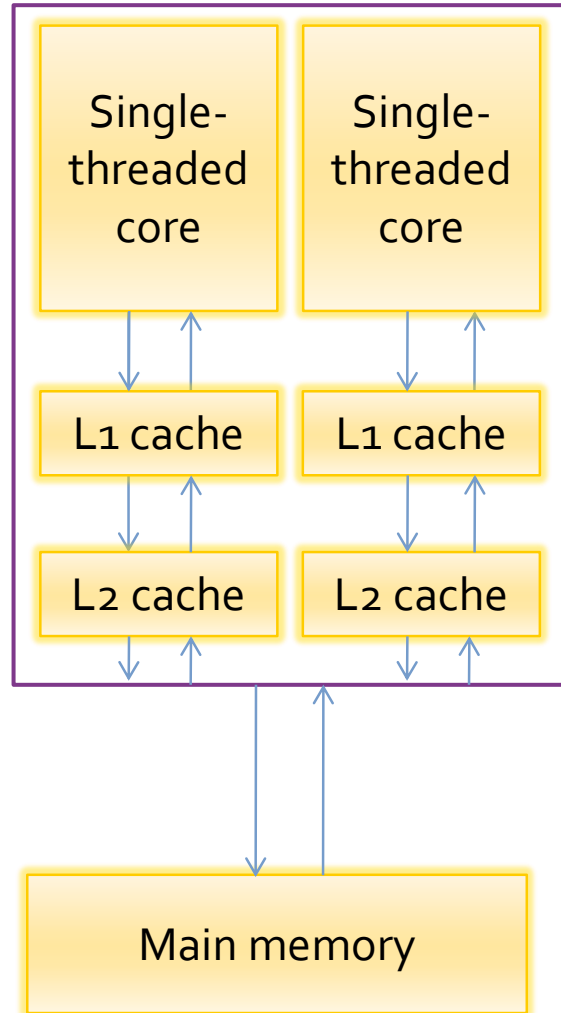 Single-
threaded
core
Single-
threaded
core
L1 cache
L1 cache
L2 cache
L2 cache
Main memory